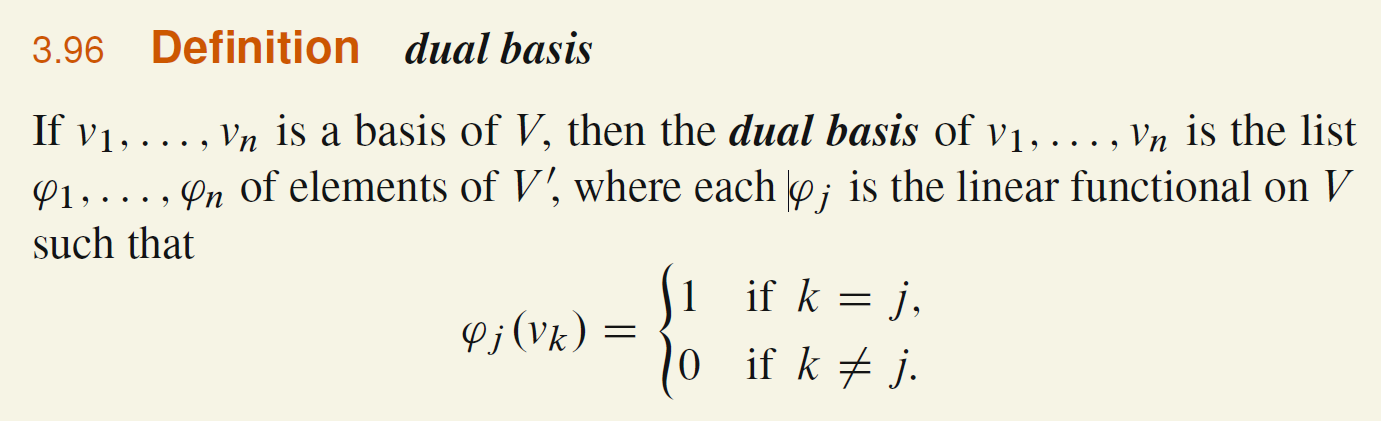 3.96 Definition dual basis
If v₁, . . . , vₙ is a basis of V, then the dual basis of v₁, . . . , vₙ is the list
φ₁, . . . , φₙ of elements of V′, where each φⱼ is the linear functional on V
such that
φⱼ(vₖ) = {1 if k = j,
0 if k ≠ j.